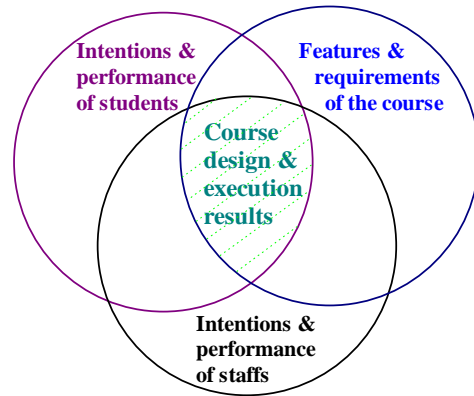 Intentions &
performance
of students
Features &
requirements
of the course
Course
design &
execution
results
Intentions &
performance
of staffs